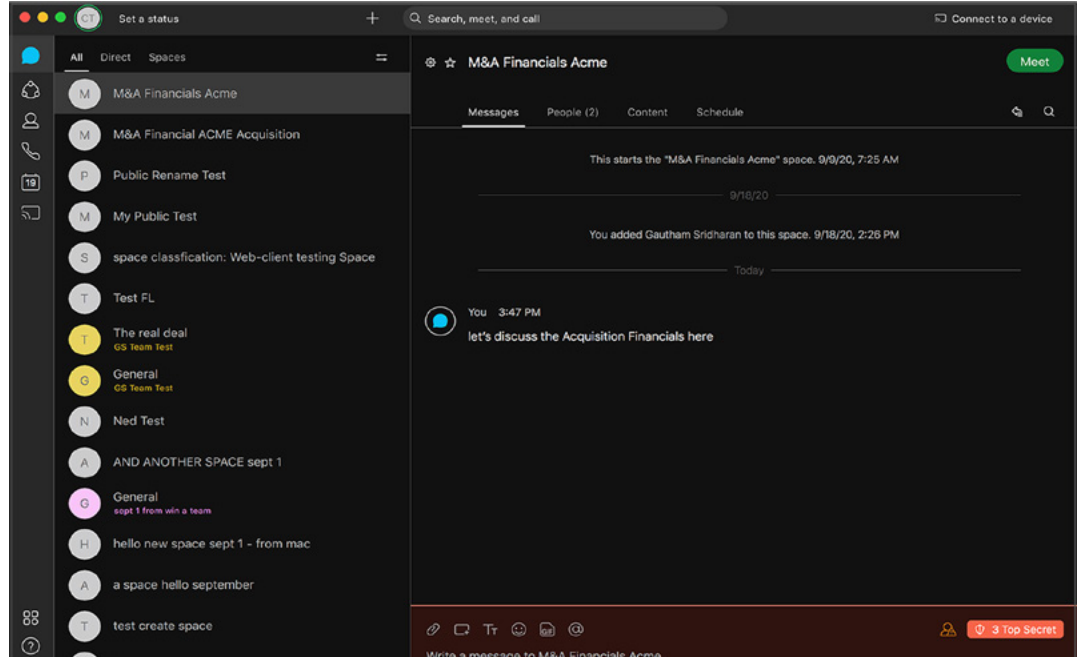 CT Set a status + Search, meet, and call Connect to a device
All Direct Spaces
M M&A Financials Acme
M M&A Financial ACME Acquisition
P Public Rename Test
M My Public Test
S space classfication: Web-client testing Space
T Test FL
T The real deal
GS Team Test
G General
GS Team Test
N Ned Test
A AND ANOTHER SPACE sept 1
G General
sept 1 from win a team
H hello new space sept 1 - from mac
A a space hello september
T test create space
19
M&A Financials Acme
Meet
Messages People (2) Content Schedule
This starts the "M&A Financials Acme" space. 9/9/20, 7:25 AM
9/18/20
You added Gautham Sridharan to this space. 9/18/20, 2:26 PM
Today
You 3:47 PM
let's discuss the Acquisition Financials here
GIF
3 Top Secret
Write a message to M&A Financials Acme